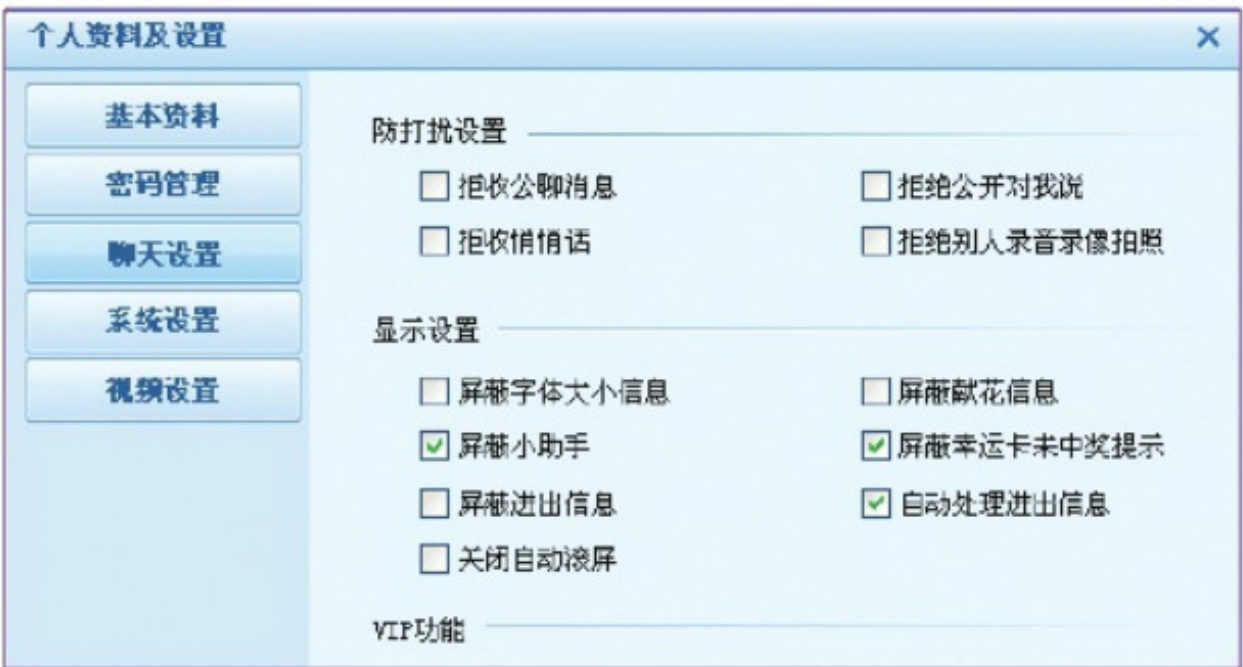 个人资料及设置
基本资料
密码管理
聊天设置
系统设置
视频设置
防打扰设置
拒收公聊消息
拒绝公开对我说
拒收悄悄话
拒绝别人录音录像拍照
显示设置
屏蔽字体大小信息
屏蔽献花信息
屏蔽小助手
屏蔽幸运卡未中奖提示
屏蔽进出信息
自动处理进出信息
关闭自动滚屏
VIP功能